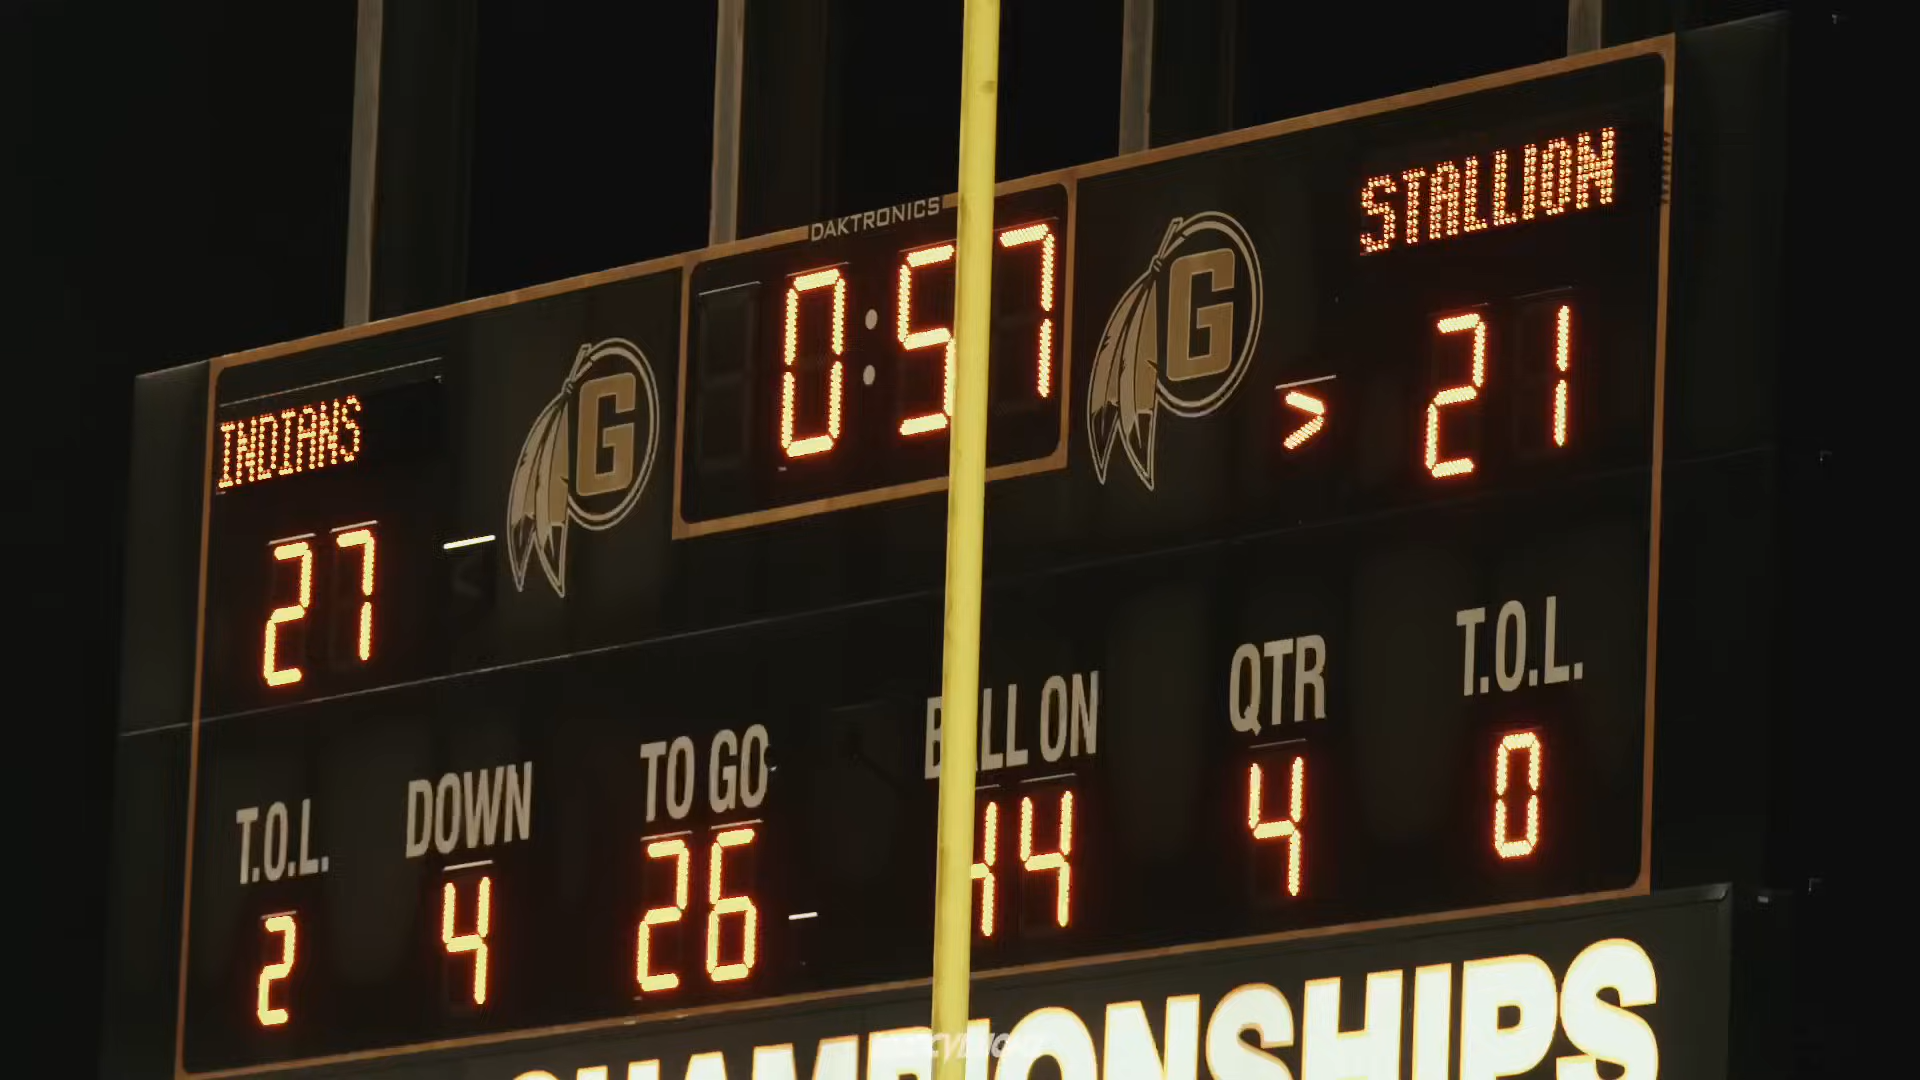 DAKTRONICS
INDIANS
G
0:57
G
STALLION
27
> 21
T.O.L. DOWN TO GO BALL ON QTR T.O.L.
2 4 26 44 4 0
CHAMPIONSHIPS